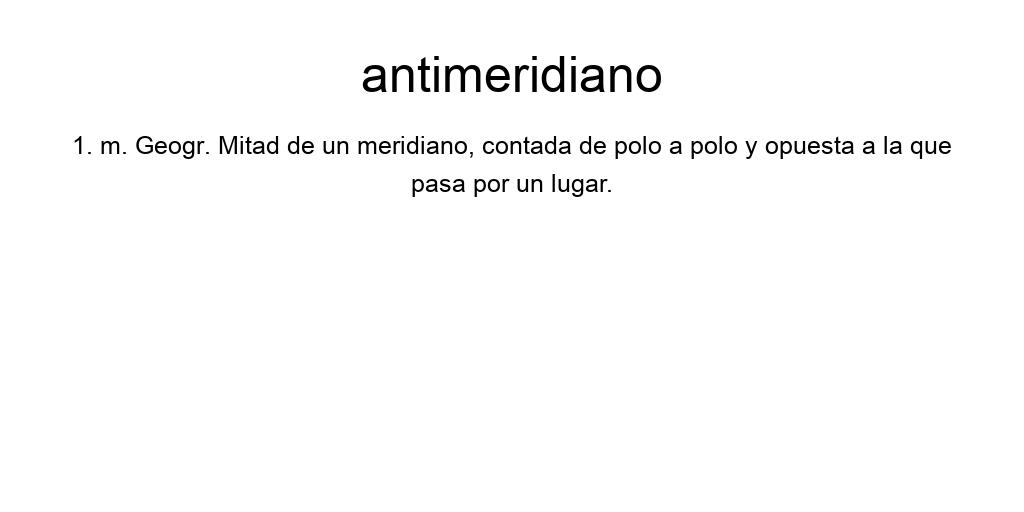 antimeridiano
1. m. Geogr. Mitad de un meridiano, contada de polo a polo y opuesta a la que
pasa por un lugar.